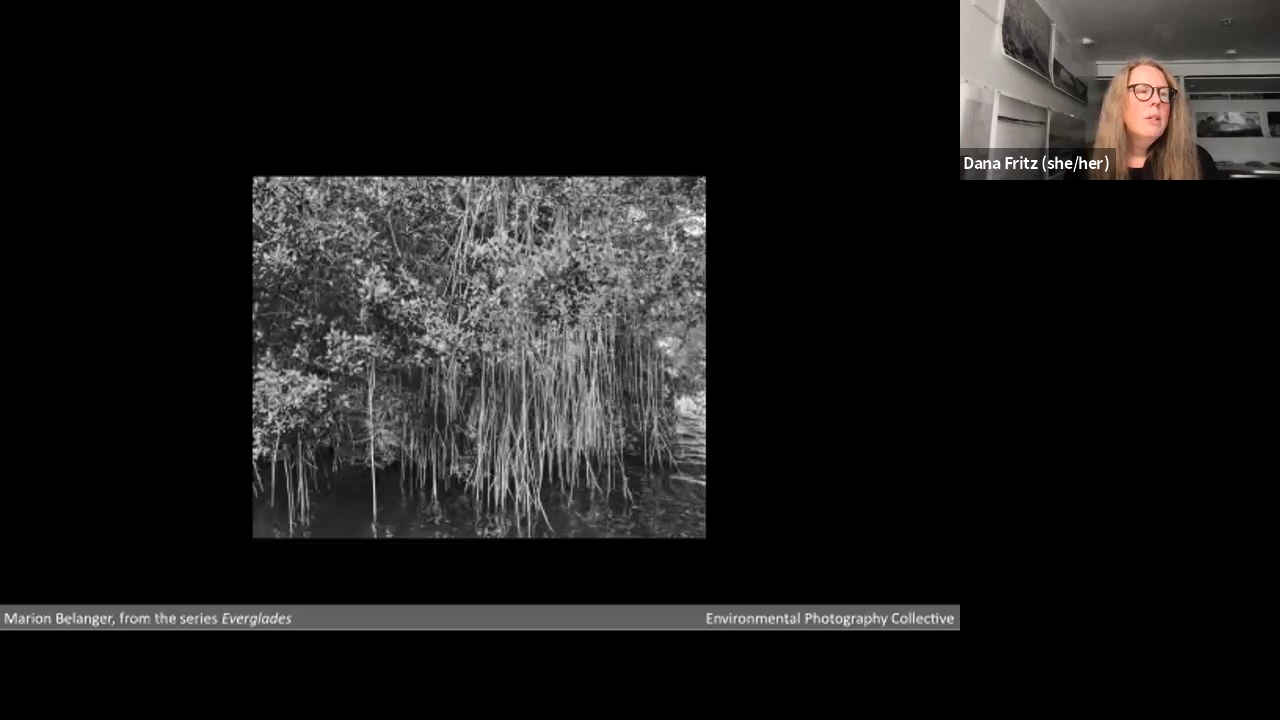 Dana Fritz (she/her)
Marion Belanger, from the series Everglades
Environmental Photography Collective